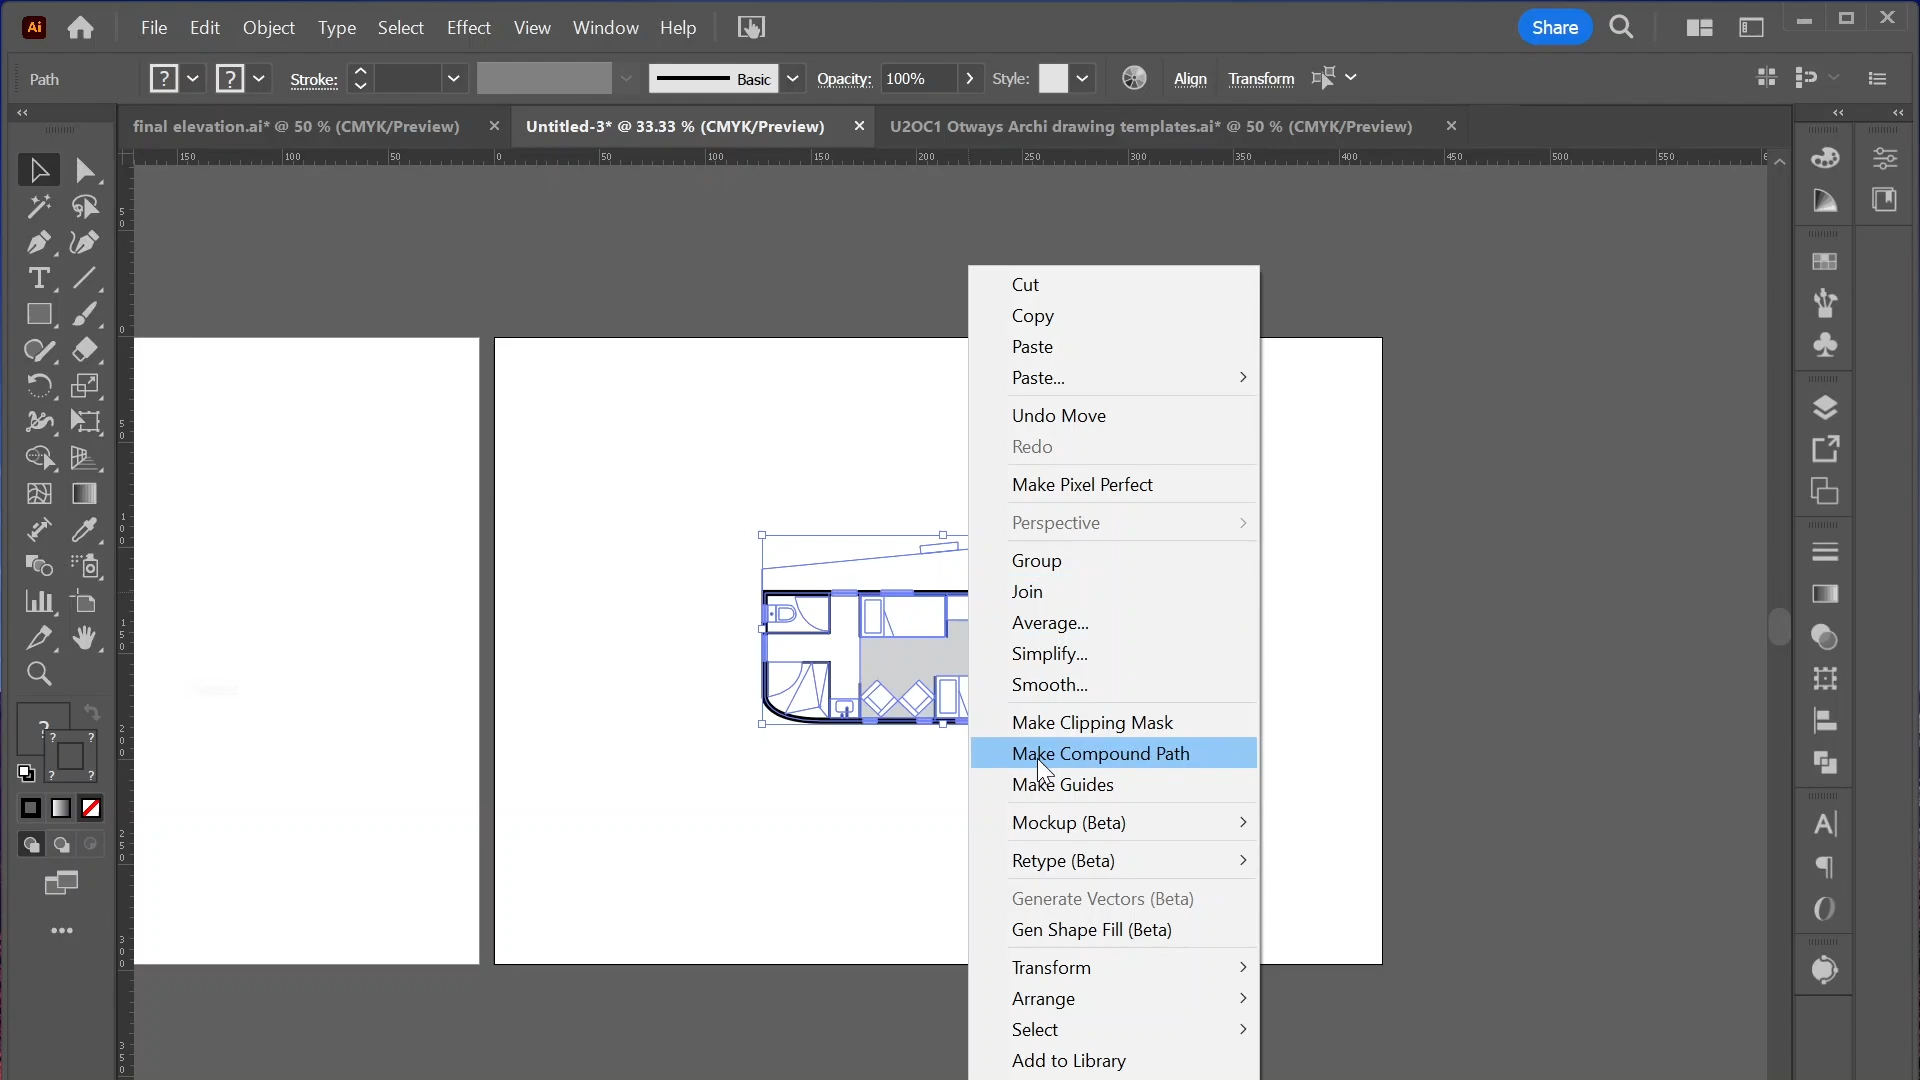 Ai File Edit Object Type Select Effect View Window Help Share
Path ? ? Stroke: Basic Opacity: 100% Style: Align Transform
final elevation.ai* @ 50 % (CMYK/Preview) Untitled-3* @ 33.33 % (CMYK/Preview) U2OC1 Otways Archi drawing templates.ai* @ 50 % (CMYK/Preview)
150 100 50 0 50 100 150 200 250 300 350 400 450 500 550
Cut
Copy
Paste
Paste...
Undo Move
Redo
Make Pixel Perfect
Perspective
Group
Join
Average...
Simplify...
Smooth...
Make Clipping Mask
Make Compound Path
Make Guides
Mockup (Beta)
Retype (Beta)
Generate Vectors (Beta)
Gen Shape Fill (Beta)
Transform
Arrange
Select
Add to Library